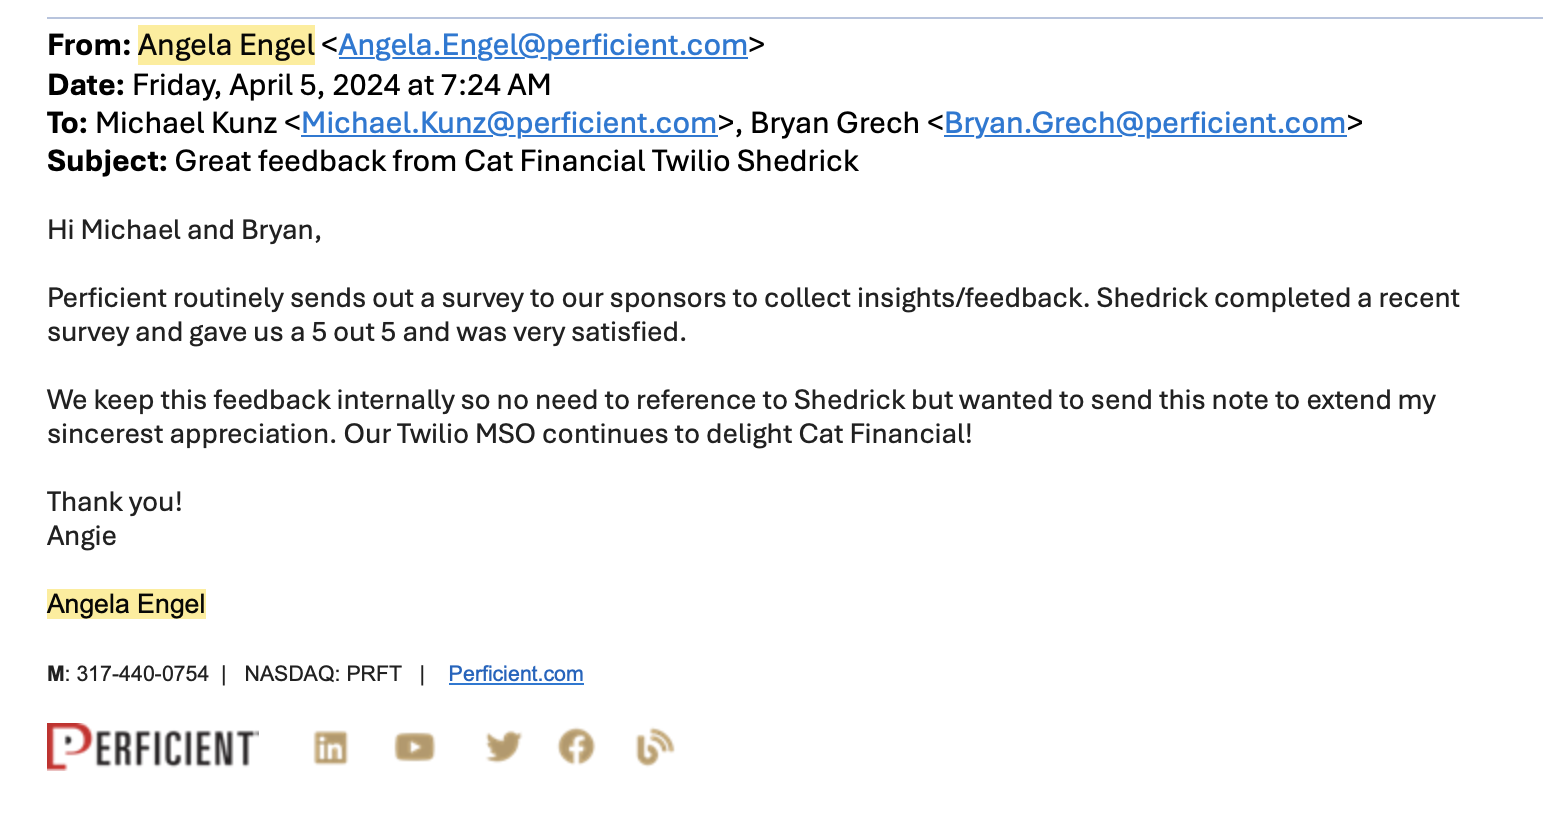 From: Angela Engel <Angela.Engel@perficient.com>
Date: Friday, April 5, 2024 at 7:24 AM
To: Michael Kunz <Michael.Kunz@perficient.com>, Bryan Grech <Bryan.Grech@perficient.com>
Subject: Great feedback from Cat Financial Twilio Shedrick
Hi Michael and Bryan,
Perficient routinely sends out a survey to our sponsors to collect insights/feedback. Shedrick completed a recent
survey and gave us a 5 out 5 and was very satisfied.
We keep this feedback internally so no need to reference to Shedrick but wanted to send this note to extend my
sincerest appreciation. Our Twilio MSO continues to delight Cat Financial!
Thank you!
Angie
Angela Engel
M: 317-440-0754 | NASDAQ: PRFT | Perficient.com
PERFICIENT